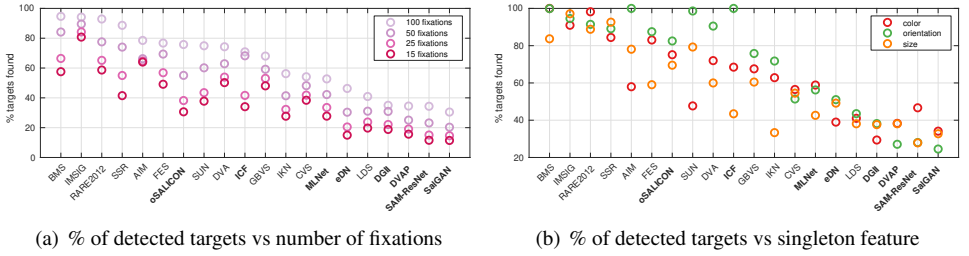 % targets found
100
80
60
40
20
0
100 fixations
50 fixations
25 fixations
15 fixations
BMS
IMSIG
RARE2012
SSR
AIM
FES
oSALICON
SUN
DVA
ICF
GBVS
IKN
CVS
MLNet
eDN
LDS
DGII
DVAP
SAM-ResNet
SalGAN
(a) % of detected targets vs number of fixations
% targets found
100
80
60
40
20
color
orientation
size
BMS
IMSIG
RARE2012
SSR
AIM
FES
oSALICON
SUN
DVA
ICF
GBVS
IKN
CVS
MLNet
eDN
LDS
DGII
DVAP
SAM-ResNet
SalGAN
(b) % of detected targets vs singleton feature